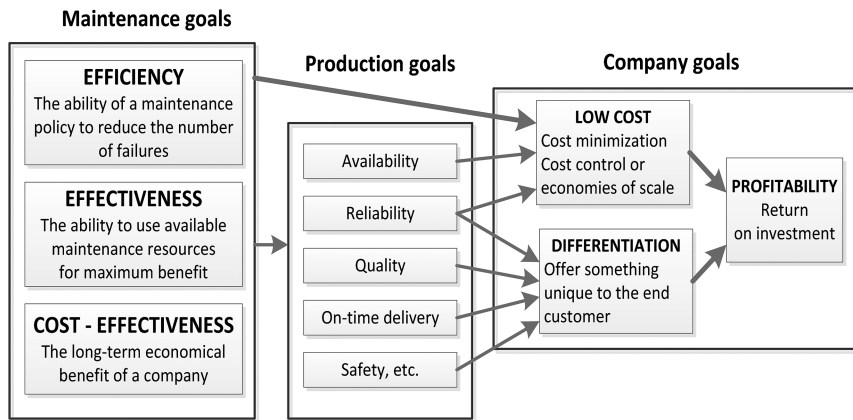 Maintenance goals
EFFICIENCY
The ability of a maintenance
policy to reduce the number
of failures
EFFECTIVENESS
The ability to use available
maintenance resources
for maximum benefit
COST - EFFECTIVENESS
The long-term economical
benefit of a company
Production goals
Availability
Reliability
Quality
On-time delivery
Safety, etc.
Company goals
LOW COST
Cost minimization
Cost control or
economies of scale
DIFFERENTIATION
Offer something
unique to the end
customer
PROFITABILITY
Return
on investment